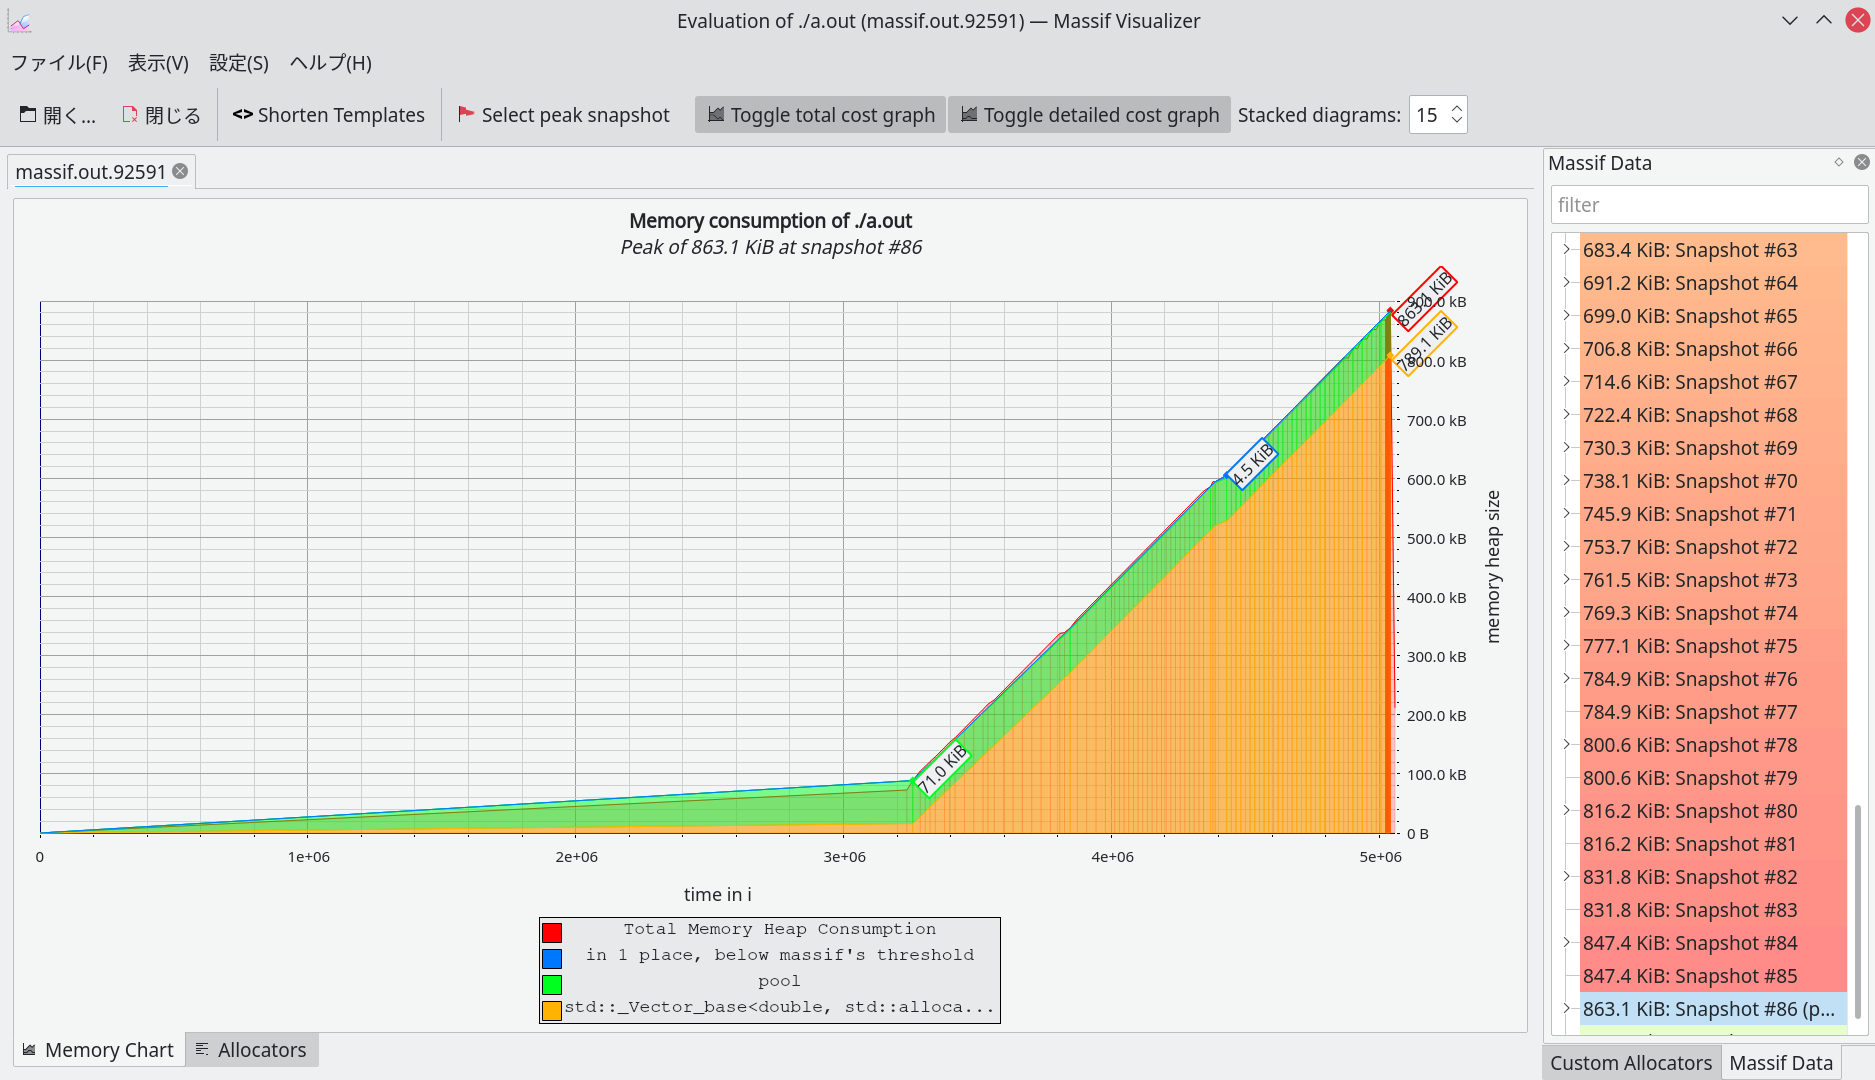 Evaluation of ./a.out (massif.out.92591) — Massif Visualizer
ファイル(F) 表示(V) 設定(S) ヘルプ(H)
開く... 閉じる <> Shorten Templates Select peak snapshot Toggle total cost graph Toggle detailed cost graph Stacked diagrams: 15
massif.out.92591
Memory consumption of ./a.out
Peak of 863.1 KiB at snapshot #86
863.1 KiB
900.0 kB
789.1 KiB
800.0 kB
700.0 kB
4.5 KiB
600.0 kB
500.0 kB
400.0 kB
300.0 kB
200.0 kB
71.0 KiB
100.0 kB
0 B
memory heap size
0 1e+06 2e+06 3e+06 4e+06 5e+06
time in i
Total Memory Heap Consumption
in 1 place, below massif's threshold
pool
std::_Vector_base<double, std::alloca...
Memory Chart Allocators
Massif Data
filter
683.4 KiB: Snapshot #63
691.2 KiB: Snapshot #64
699.0 KiB: Snapshot #65
706.8 KiB: Snapshot #66
714.6 KiB: Snapshot #67
722.4 KiB: Snapshot #68
730.3 KiB: Snapshot #69
738.1 KiB: Snapshot #70
745.9 KiB: Snapshot #71
753.7 KiB: Snapshot #72
761.5 KiB: Snapshot #73
769.3 KiB: Snapshot #74
777.1 KiB: Snapshot #75
784.9 KiB: Snapshot #76
784.9 KiB: Snapshot #77
800.6 KiB: Snapshot #78
800.6 KiB: Snapshot #79
816.2 KiB: Snapshot #80
816.2 KiB: Snapshot #81
831.8 KiB: Snapshot #82
831.8 KiB: Snapshot #83
847.4 KiB: Snapshot #84
847.4 KiB: Snapshot #85
863.1 KiB: Snapshot #86 (p...
Custom Allocators Massif Data